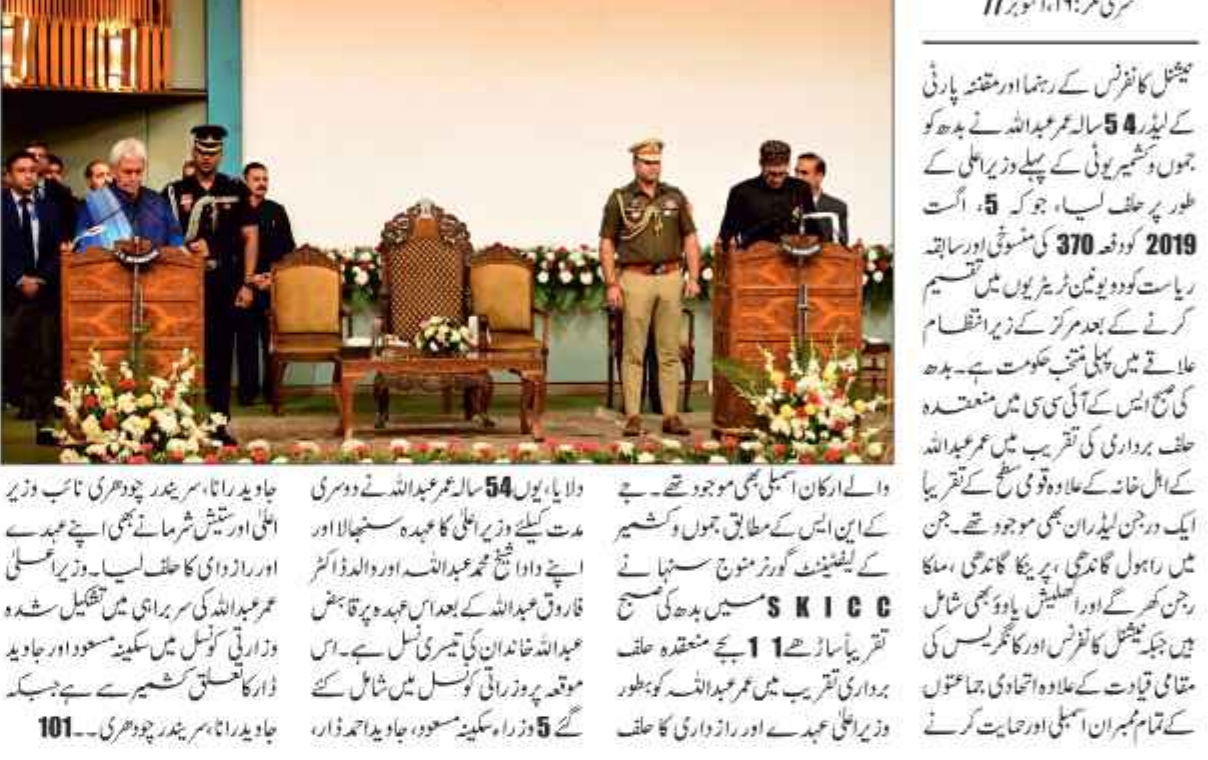 سری نگر:۱۶،اکتوبر//
نیشنل کانفرنس کے رہنما اور مقننہ پارٹی
کے لیڈر 54 سالہ عمر عبداللہ نے بدھ کو
جموں و کشمیر یوٹی کے پہلے وزیر اعلی کے
طور پر حلف لیا، جو کہ 5، اگست
2019 کو دفعہ 370 کی منسوخی اور سابقہ
ریاست کو دو یونین ٹریٹریوں میں تقسیم
کرنے کے بعد مرکز کے زیر انتظام
علاقے میں پہلی منتخب حکومت ہے۔ بدھ
کی صبح ایس کے آئی سی سی میں منعقدہ
حلف برداری کی تقریب میں عمر عبداللہ
کے اہل خانہ کے علاوہ قومی سطح کے تقریباً
ایک درجن لیڈران بھی موجود تھے۔ جن
میں راہول گاندھی ،پرینکا گاندھی ،ملکا
رجن کھرگے اور اکھلیش یادؤ بھی شامل
ہیں جبکہ نیشنل کانفرنس اور کانگریس کی
مقامی قیادت کے علاوہ اتحادی جماعتوں
کے تمام ممبران اسمبلی اور حمایت کرنے
والے ارکان اسمبلی بھی موجود تھے۔ جے
کے این ایس کے مطابق جموں و کشمیر
کے لیفٹیننٹ گورنر منوج سنہا نے
SKICC میں بدھ کی صبح
تقریباً ساڑھے 11 بجے منعقدہ حلف
برداری تقریب میں عمر عبداللہ کو بطور
وزیر اعلیٰ عہدے اور رازداری کا حلف
دلایا، یوں 54 سالہ عمر عبداللہ نے دوسری
مدت کیلئے وزیر اعلیٰ کا عہدہ سنبھالا اور
اپنے دادا شیخ محمد عبداللہ اور والد ڈاکٹر
فاروق عبداللہ کے بعد اس عہدہ پر قابض
عبداللہ خاندان کی تیسری نسل ہے۔ اس
موقعہ پر وزراتی کونسل میں شامل کئے
گئے 5 وزراء سکینہ مسعود، جاوید احمد ڈار،
جاوید رانا، سریندر چودھری نائب وزیر
اعلیٰ اور ستیش شرما نے بھی اپنے عہدے
اور رازدای کا حلف لیا۔ وزیر اعلیٰ
عمر عبداللہ کی سربراہی میں تشکیل شدہ
وزارتی کونسل میں سکینہ مسعود اور جاوید
ڈار کا تعلق کشمیر سے ہے جبکہ
جاوید رانا، سریندر چودھری۔۔101